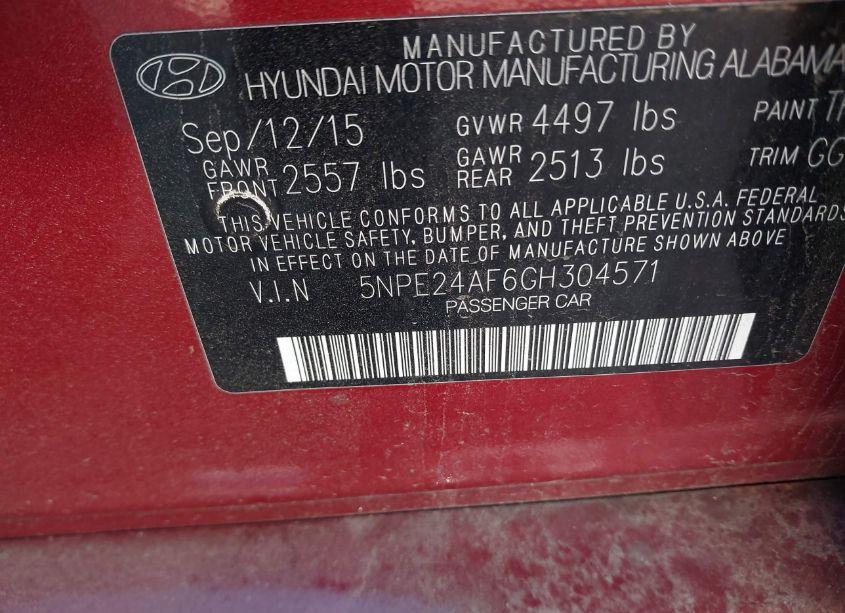 MANUFACTURED BY
HYUNDAI MOTOR MANUFACTURING ALABAMA
Sep/12/15 GVWR 4497 lbs PAINT
GAWR FRONT 2557 lbs GAWR REAR 2513 lbs TRIM GG
THIS VEHICLE CONFORMS TO ALL APPLICABLE U.S.A. FEDERAL
MOTOR VEHICLE SAFETY, BUMPER, AND THEFT PREVENTION STANDARDS
IN EFFECT ON THE DATE OF MANUFACTURE SHOWN ABOVE
V.I.N 5NPE24AF6GH304571
PASSENGER CAR